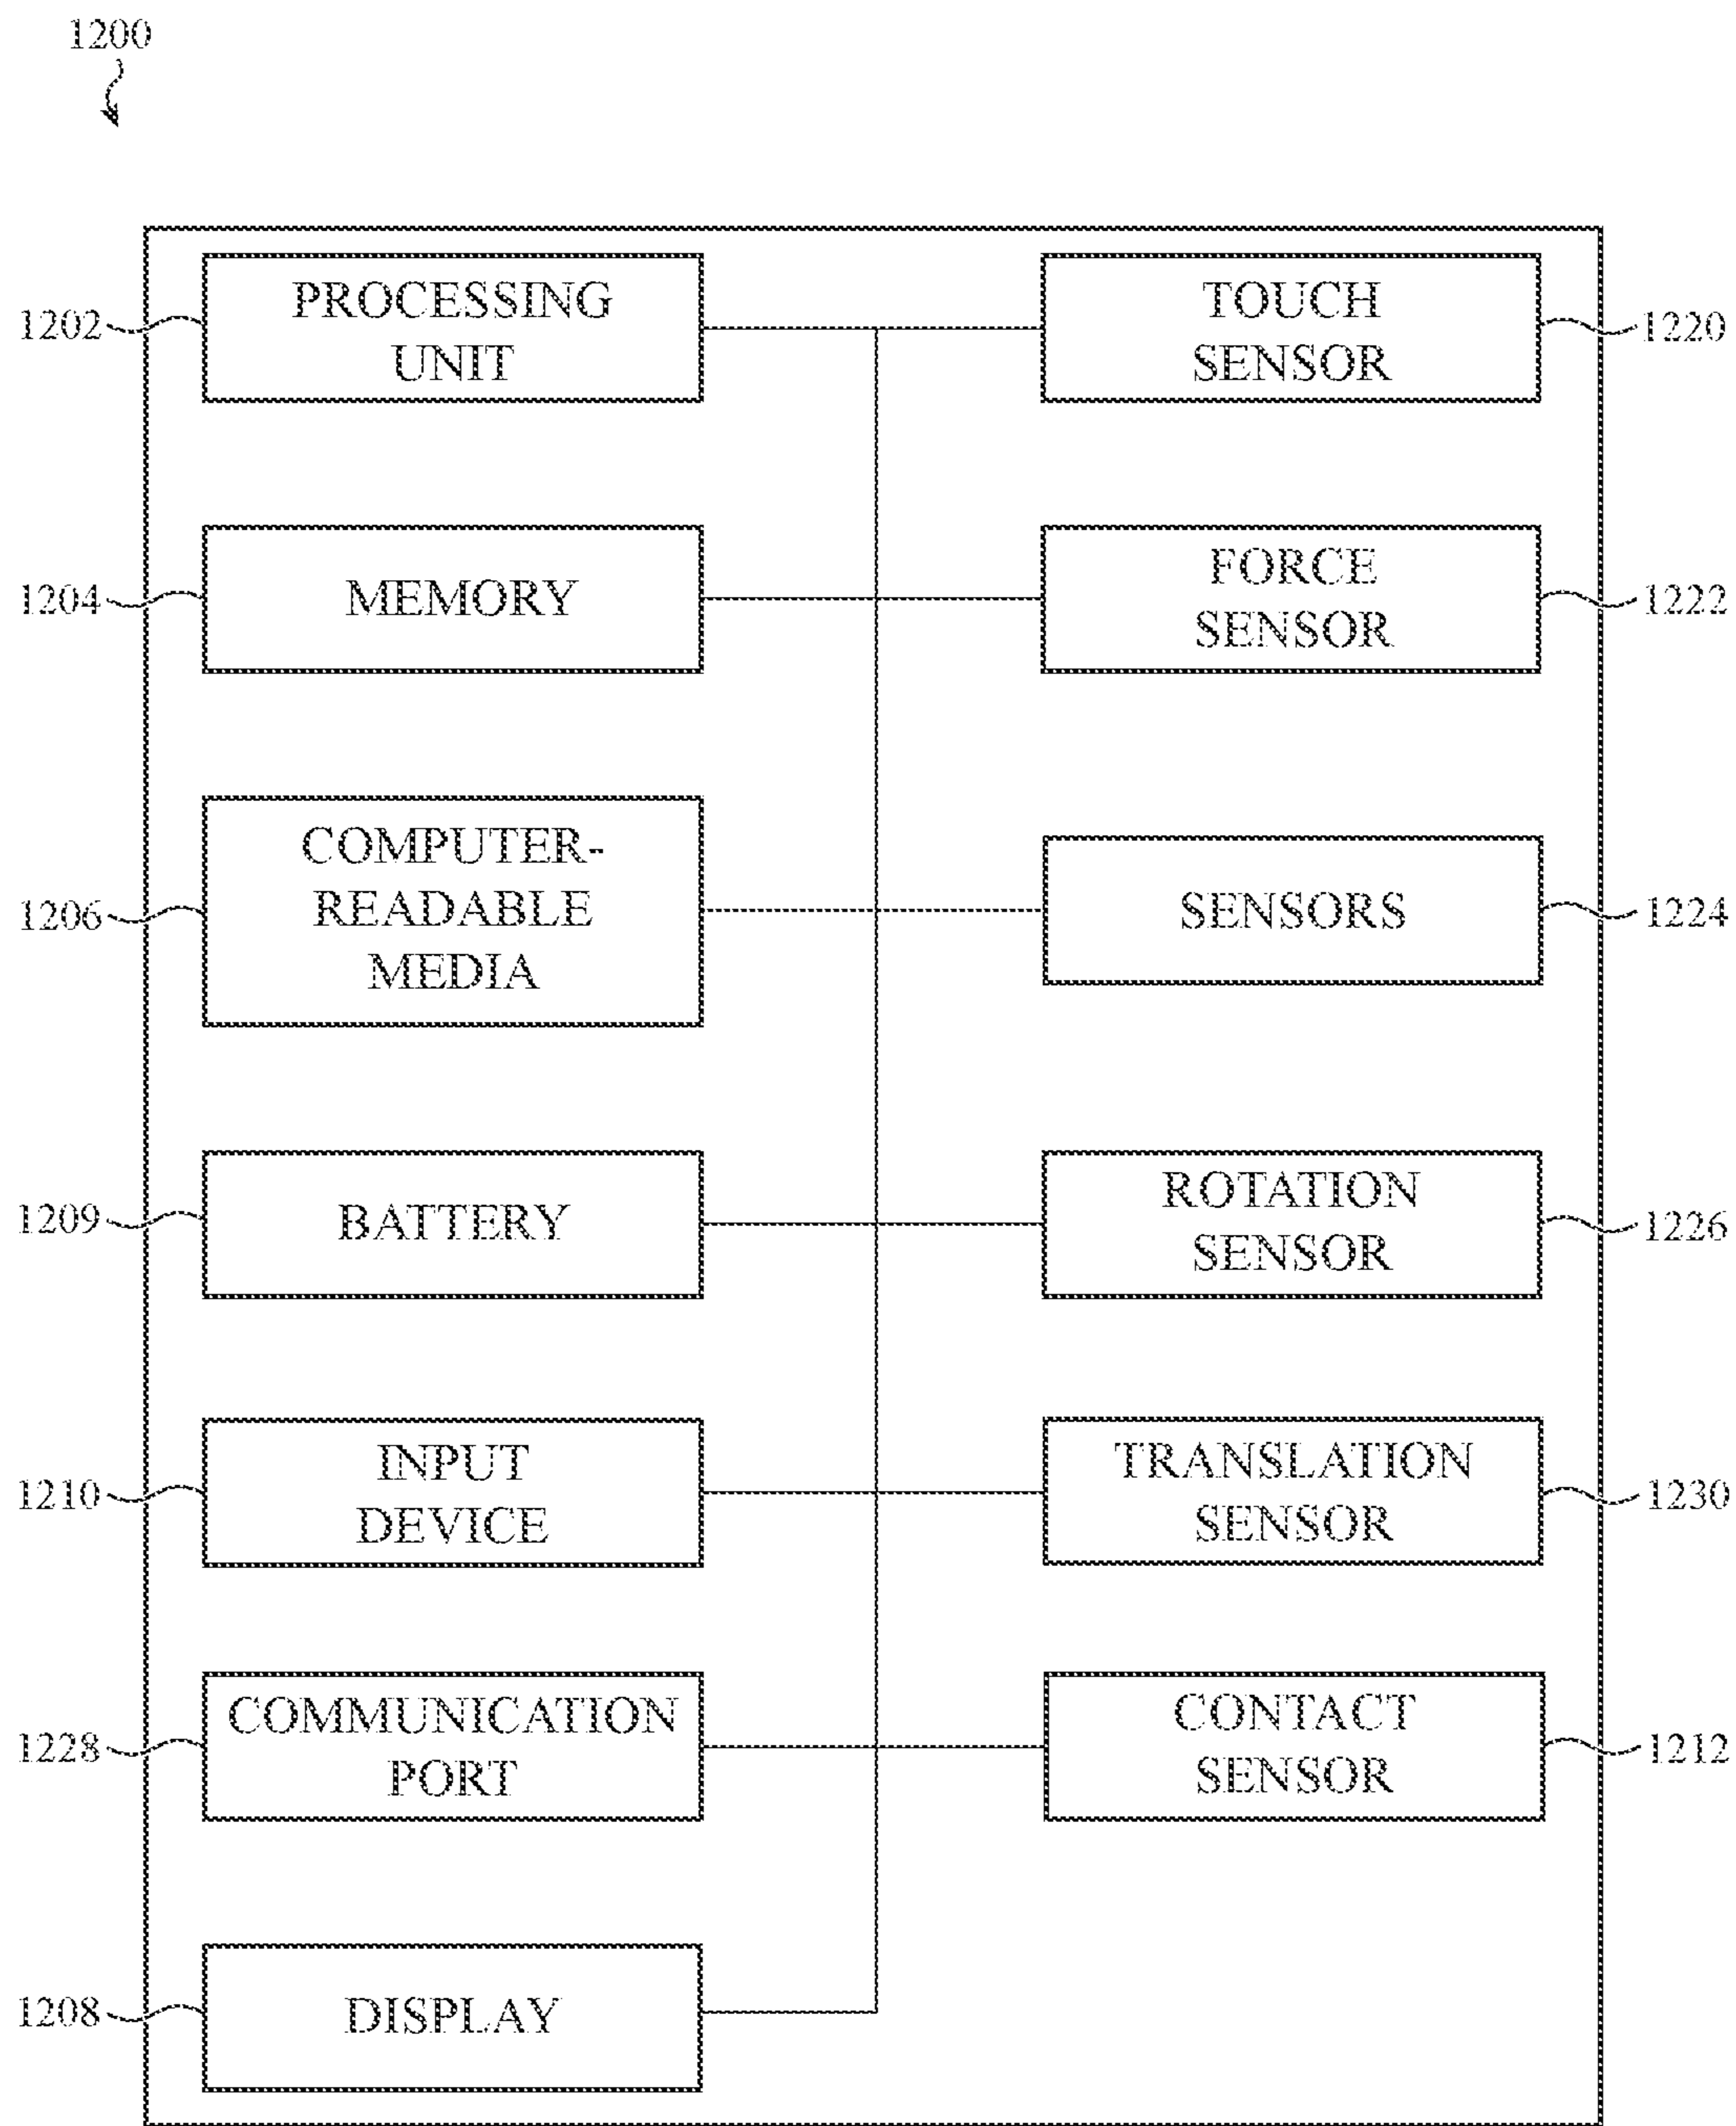 1200
1202
PROCESSING
UNIT
TOUCH
SENSOR
1220
1204
MEMORY
FORCE
SENSOR
1222
1206
COMPUTER-
READABLE
MEDIA
SENSORS
1224
1209
BATTERY
ROTATION
SENSOR
1226
1210
INPUT
DEVICE
TRANSLATION
SENSOR
1230
1228
COMMUNICATION
PORT
CONTACT
SENSOR
1212
1208
DISPLAY